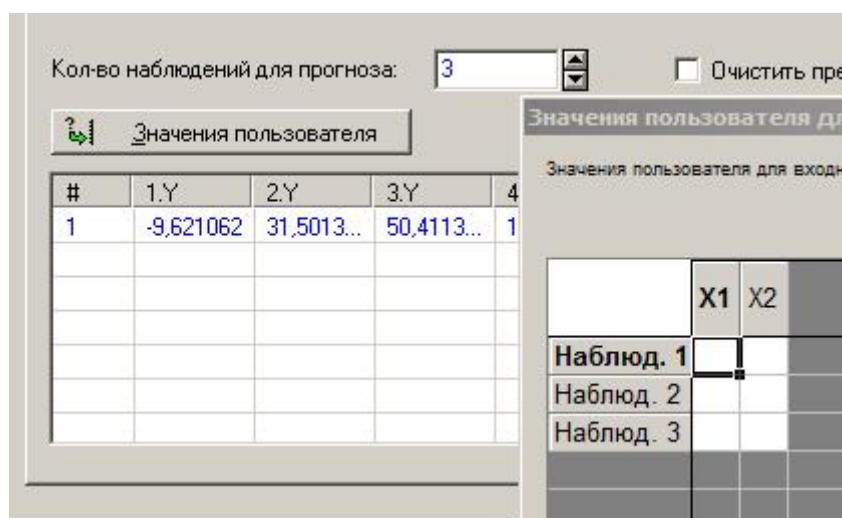 Кол-во наблюдений для прогноза: 3 Очистить пре
Значения пользователя
# 1.Y 2.Y 3.Y 4
1 -9,621062 31,5013... 50,4113... 1
Значения пользователя дл
Значения пользователя для входн
X1 X2
Наблюд. 1
Наблюд. 2
Наблюд. 3